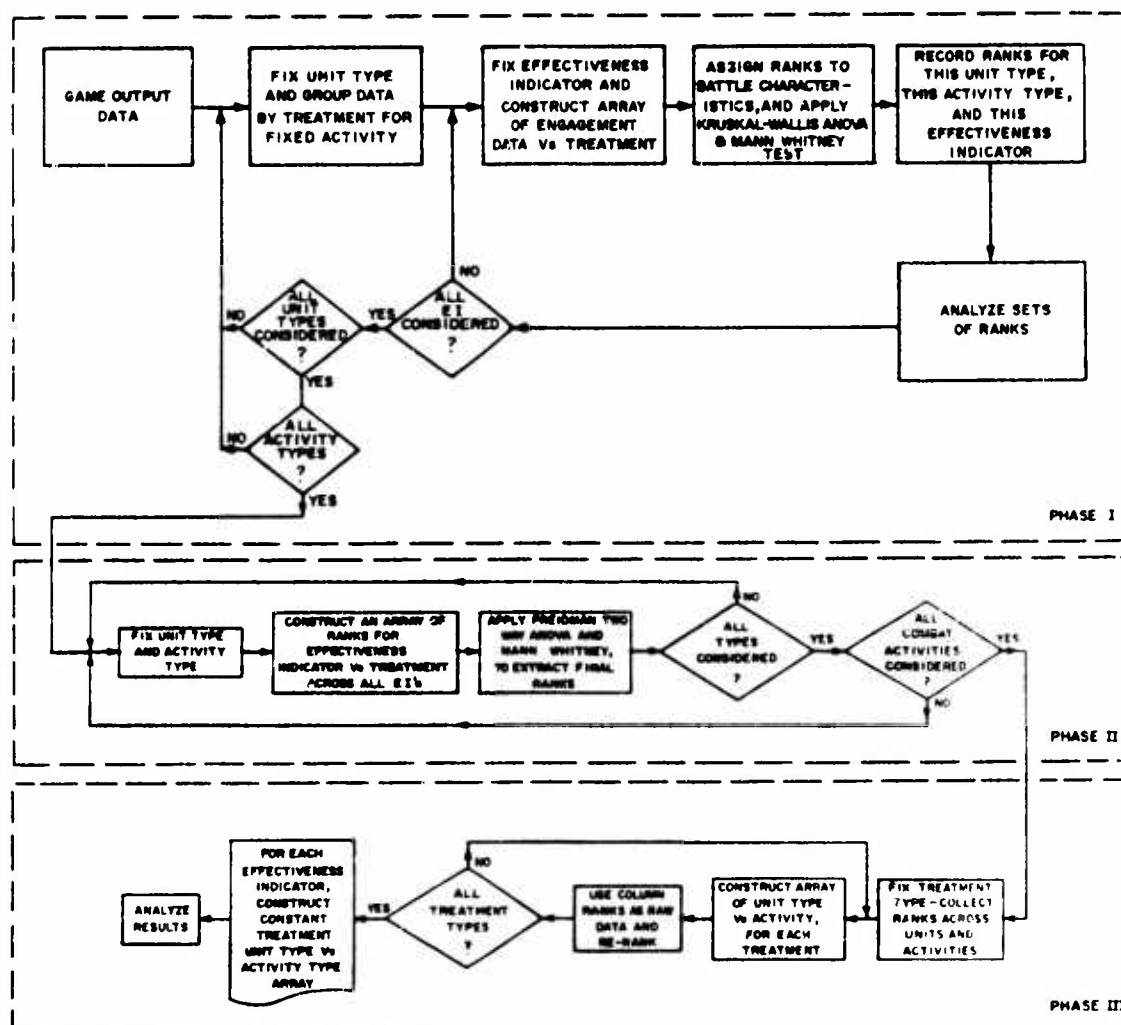 GAME OUTPUT
DATA
FIX UNIT TYPE
AND GROUP DATA
BY TREATMENT FOR
FIXED ACTIVITY
FIX EFFECTIVENESS
INDICATOR AND
CONSTRUCT ARRAY
OF ENGAGEMENT
DATA Vs TREATMENT
ASSIGN RANKS TO
BATTLE CHARACTER-
ISTICS, AND APPLY
KRUSKAL-WALLIS ANOVA
& MANN WHITNEY
TEST
RECORD RANKS FOR
THIS UNIT TYPE,
THIS ACTIVITY TYPE,
AND THIS
EFFECTIVENESS
INDICATOR
ANALYZE SETS
OF RANKS
NO
ALL
E I
CONSIDERED
?
YES
ALL
UNIT
TYPES
CONSIDERED
?
NO
YES
ALL
ACTIVITY
TYPES
?
NO
YES
PHASE I
FIX UNIT TYPE
AND ACTIVITY
TYPE
CONSTRUCT AN ARRAY OF
RANKS FOR
EFFECTIVENESS
INDICATOR Vs TREATMENT
ACROSS ALL E I's
APPLY FREIDMAN TWO
WAY ANOVA AND
MANN WHITNEY,
TO EXTRACT FINAL
RANKS
NO
ALL
TYPES
CONSIDERED
?
YES
ALL
COMBAT
ACTIVITIES
CONSIDERED
?
YES
NO
PHASE II
FIX TREATMENT
TYPE-COLLECT
RANKS ACROSS
UNITS AND
ACTIVITIES
CONSTRUCT ARRAY
OF UNIT TYPE
Vs ACTIVITY,
FOR EACH
TREATMENT
USE COLUMN
RANKS AS RAW
DATA AND
RE-RANK
NO
ALL
TREATMENT
TYPES
?
YES
FOR EACH
EFFECTIVENESS
INDICATOR,
CONSTRUCT
CONSTANT
TREATMENT
UNIT TYPE Vs
ACTIVITY TYPE
ARRAY
ANALYZE
RESULTS
PHASE III